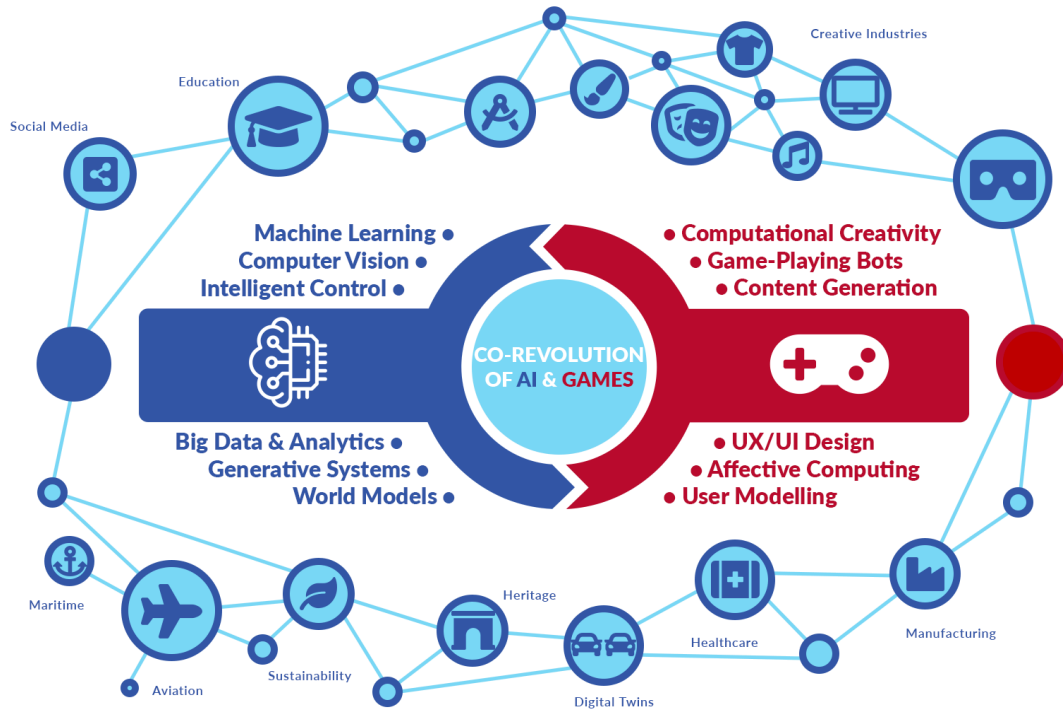 Creative Industries
Education
Social Media
Machine Learning •
Computer Vision •
Intelligent Control •
• Computational Creativity
• Game-Playing Bots
• Content Generation
CO-REVOLUTION
OF AI & GAMES
Big Data & Analytics •
Generative Systems •
World Models •
• UX/UI Design
• Affective Computing
• User Modelling
Maritime
Aviation
Sustainability
Heritage
Digital Twins
Healthcare
Manufacturing